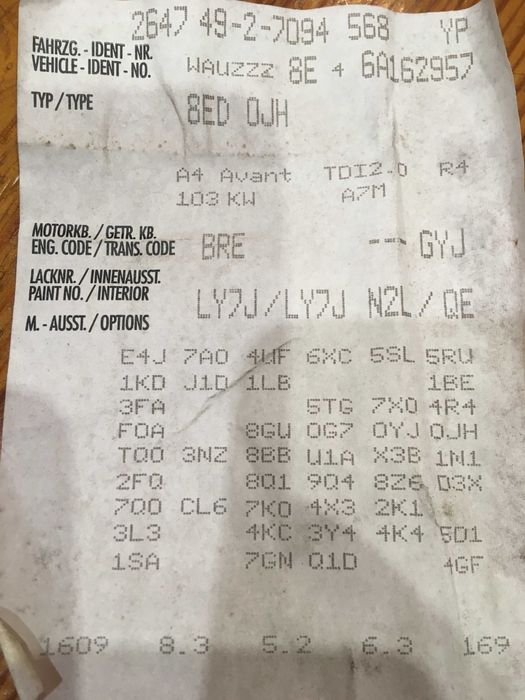 2647 49-2-7094 568 YP
FAHRZG. - IDENT - NR.
VEHICLE - IDENT - NO. WAUZZZ 8E 4 6A162957
TYP / TYPE 8ED 0JH
A4 Avant TDI2.0 R4
103 KW A7M
MOTORKB. / GETR. KB.
ENG. CODE / TRANS. CODE BRE --- GYJ
LACKNR. / INNENAUSST.
PAINT NO. / INTERIOR LY7J/LY7J N2L/QE
M. - AUSST. / OPTIONS
E4J 7A0 4UF 6XC 5SL 5RU
1KD J1D 1LB 1BE
3FA 5TG 7X0 4R4
F0A 8GU 0G7 0YJ 0JH
T00 3NZ 8BB U1A X3B 1N1
2FQ 8Q1 9Q4 8Z6 D3X
7Q0 CL6 7K0 4X3 2K1
3L3 4KC 3Y4 4K4 5D1
1SA 7GN Q1D 4GF
1609 8.3 5.2 6.3 169